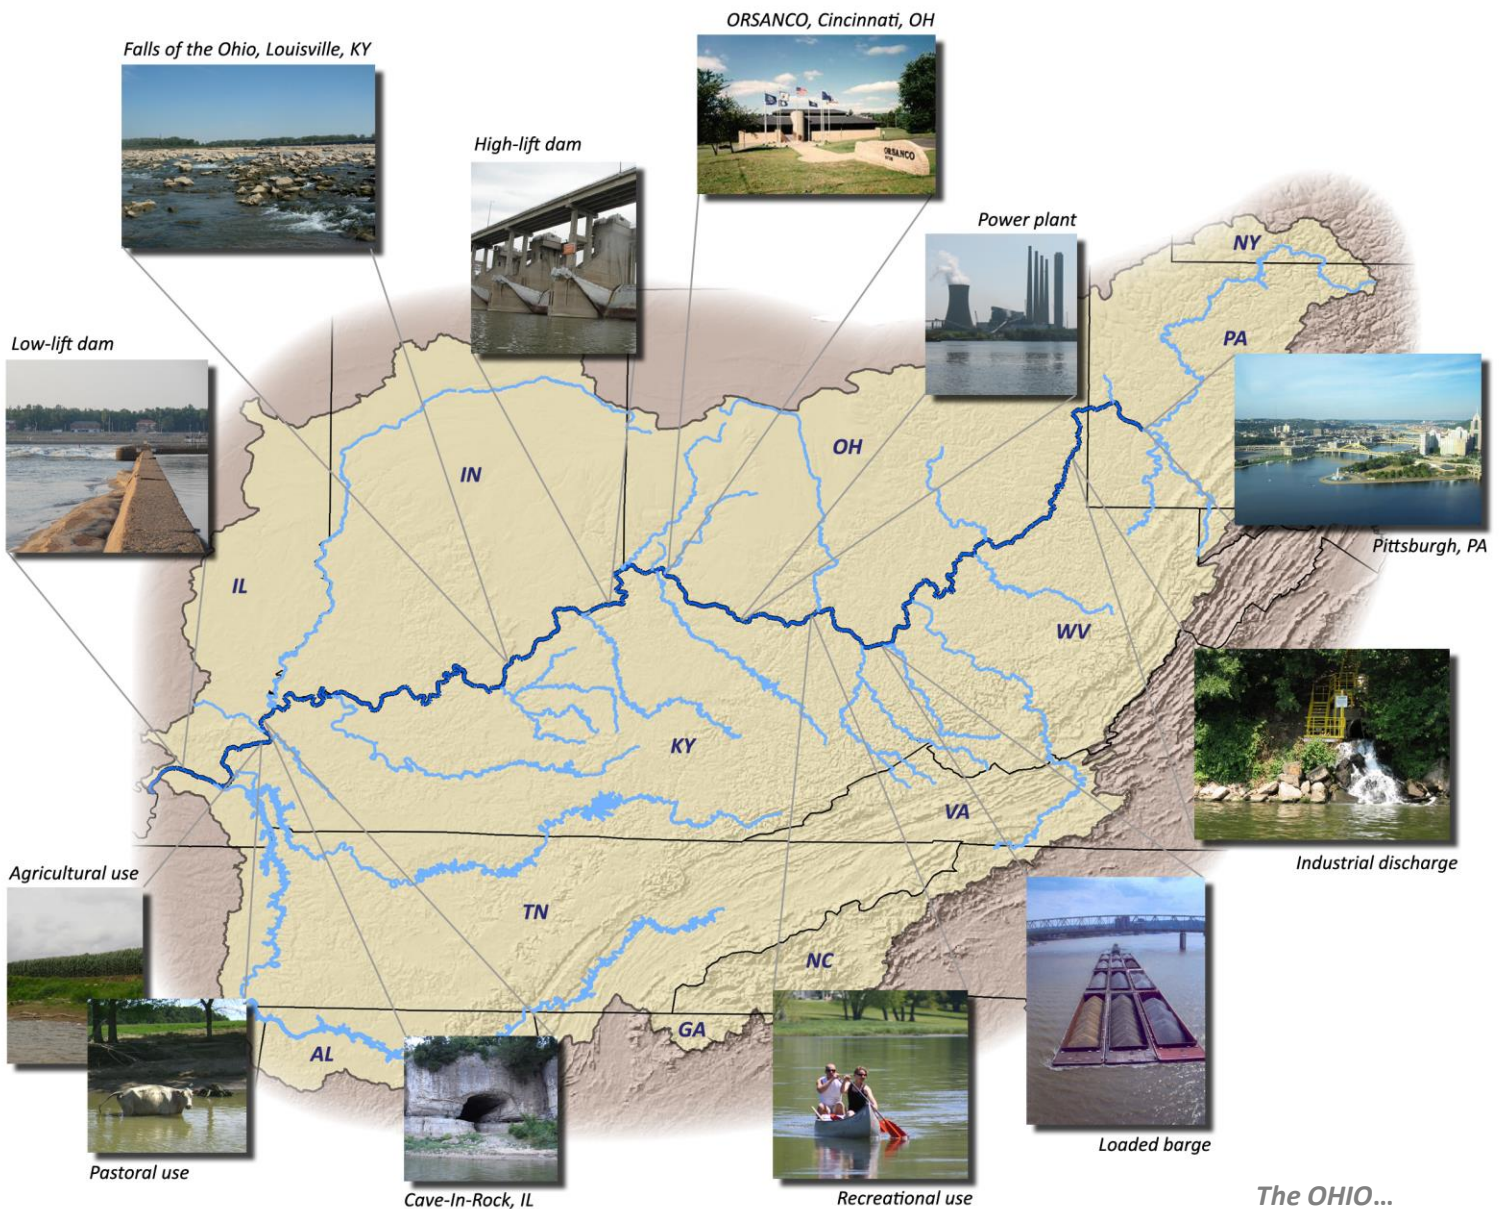 ORSANCO, Cincinnati, OH
Falls of the Ohio, Louisville, KY
High-lift dam
ORSANCO
Power plant
NY
Low-lift dam
PA
OH
IN
Pittsburgh, PA
IL
WV
KY
VA
Industrial discharge
Agricultural use
TN
NC
GA
AL
Loaded barge
Pastoral use
Cave-In-Rock, IL
Recreational use
The OHIO...